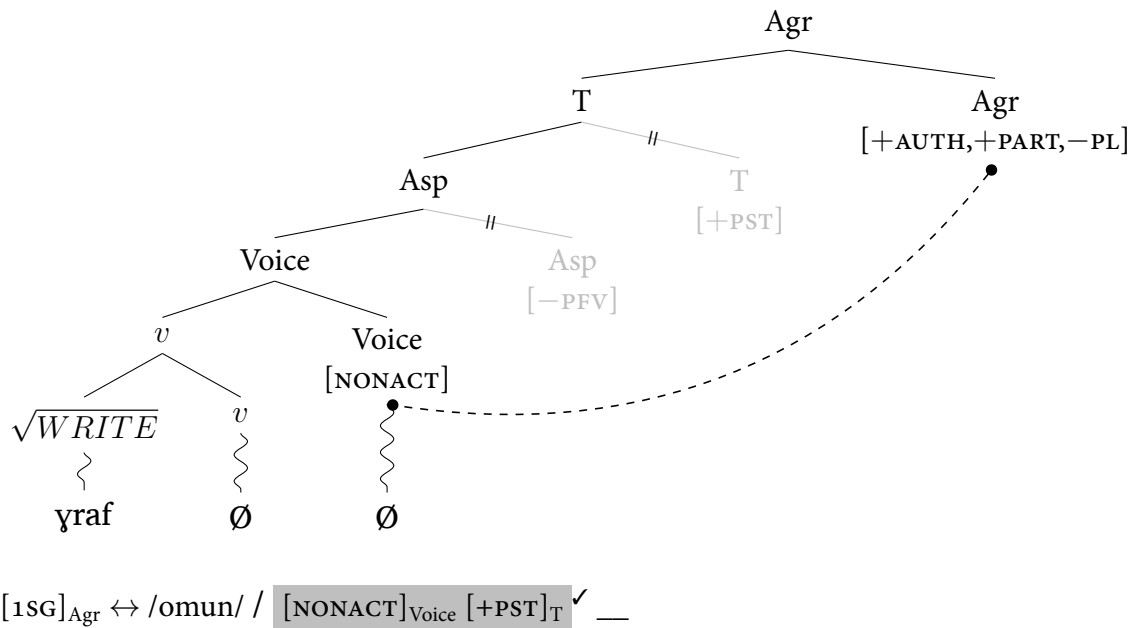 Agr
T Agr
[+AUTH,+PART,−PL]
Asp T
[+PST]
Voice Asp
[−PFV]
v Voice
[NONACT]
√WRITE v
ɣraf Ø Ø
[1SG]Agr ↔ /omun/ / [NONACT]Voice [+PST]T ✓ __